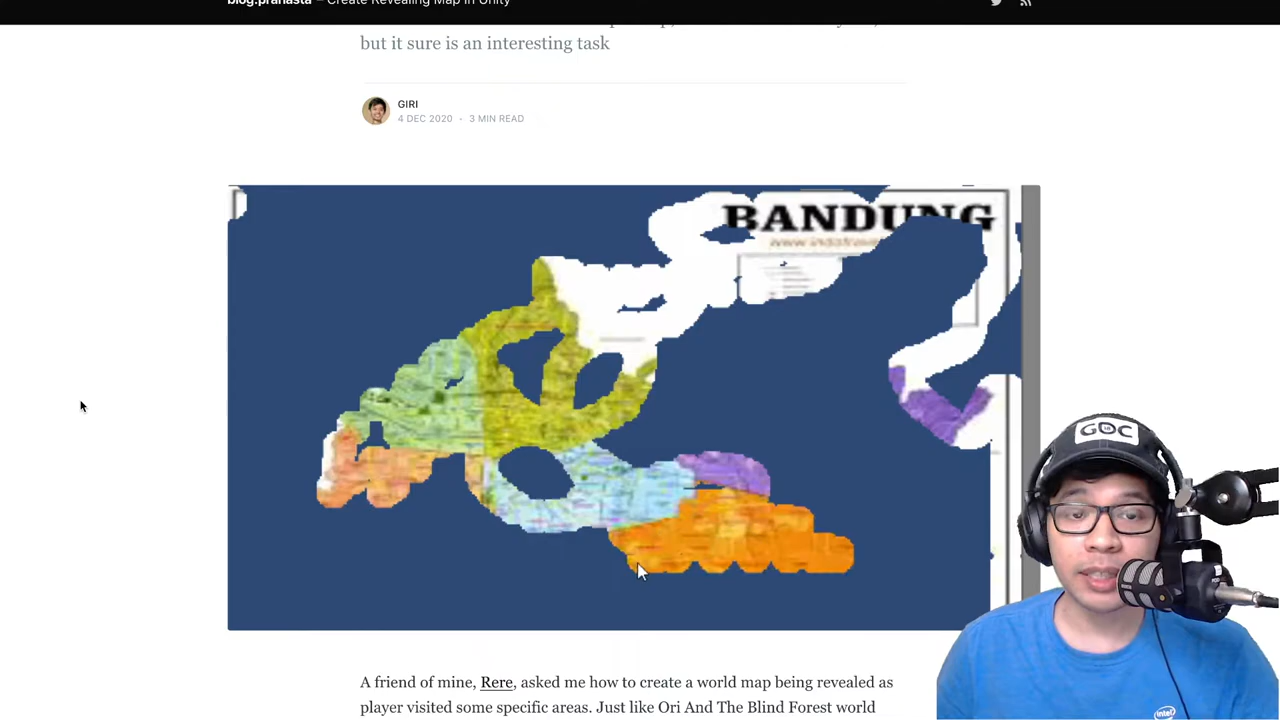 blog.pranasta – Create Revealing Map in Unity
but it sure is an interesting task
GIRI
4 DEC 2020 · 3 MIN READ
BANDUNG
GDC
intel
A friend of mine, Rere, asked me how to create a world map being revealed as
player visited some specific areas. Just like Ori And The Blind Forest world